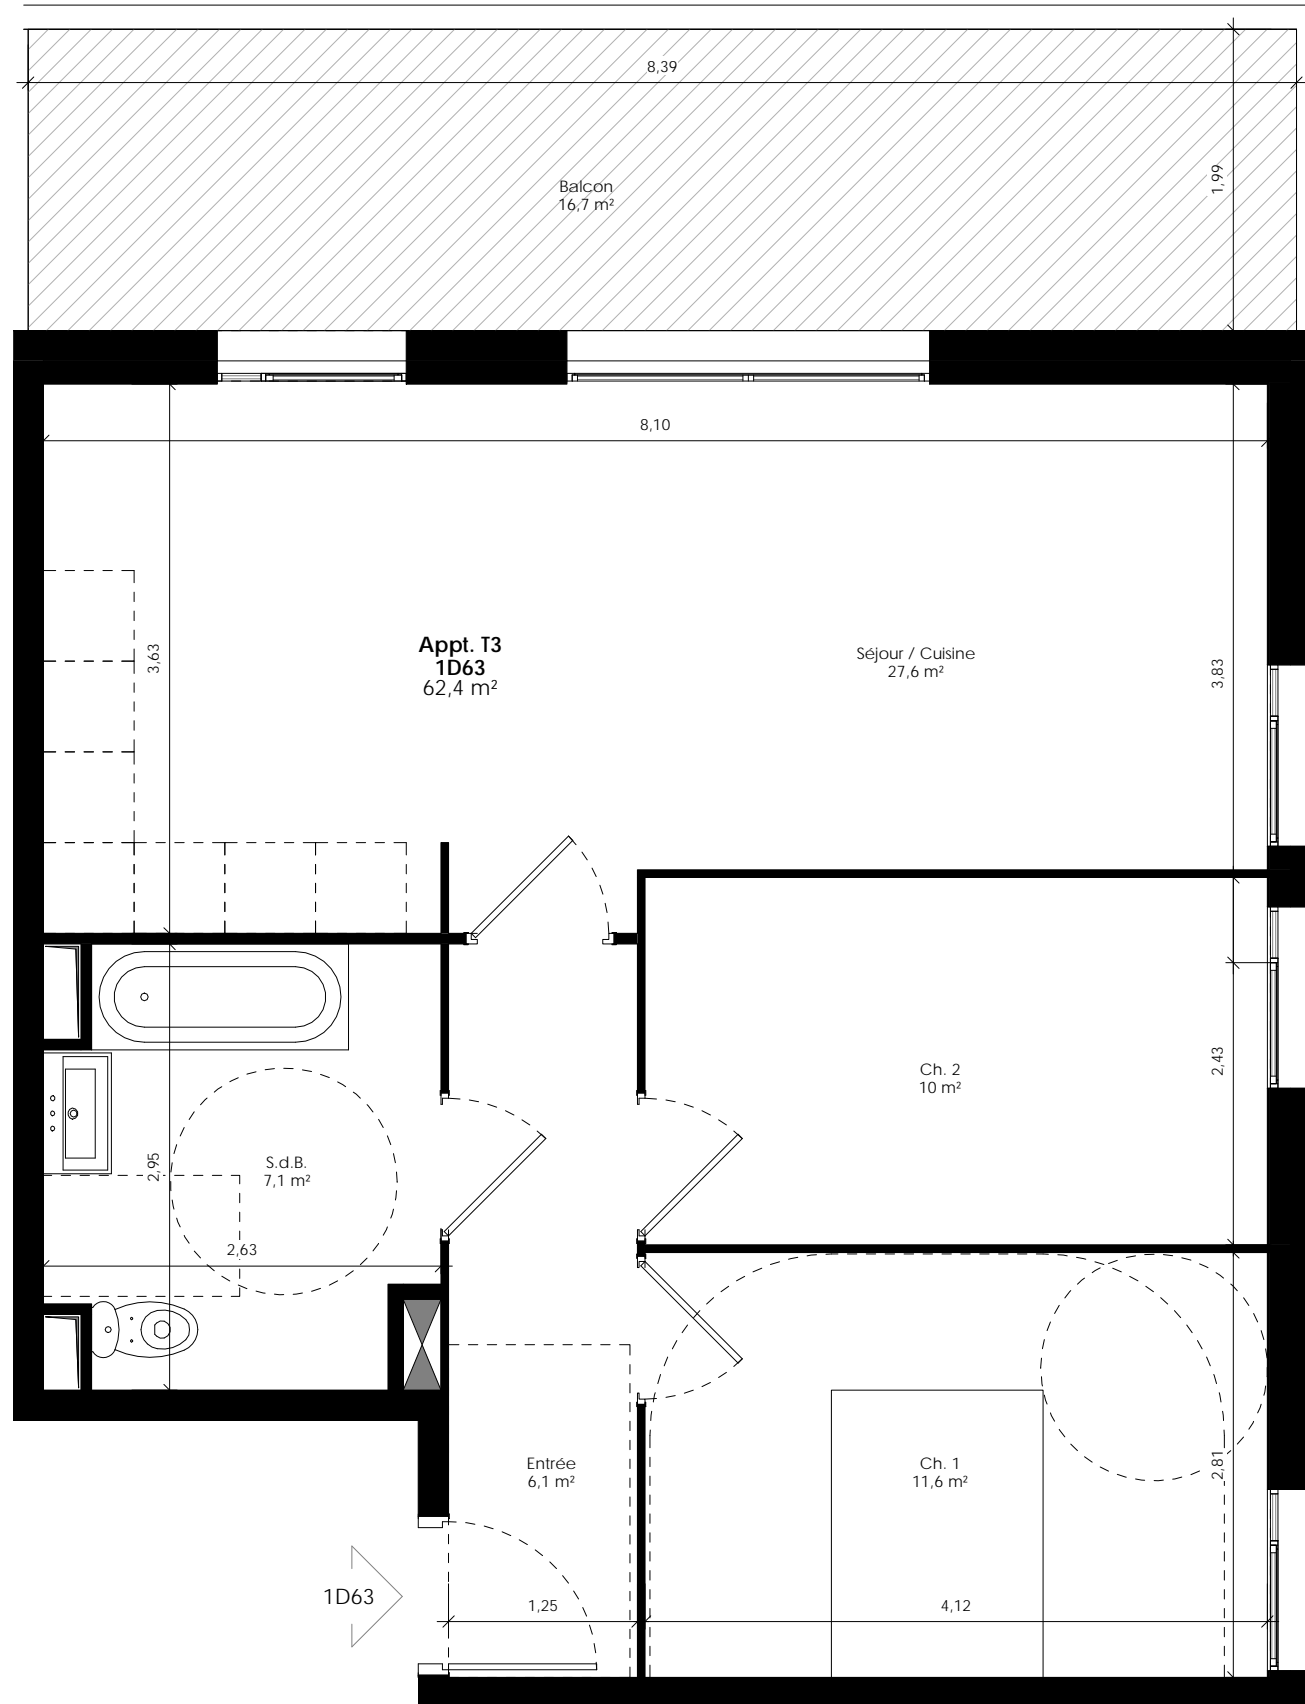 8,39
1,99
Balcon
16,7 m²
8,10
3,63
Appt. T3
1D63
62,4 m²
Séjour / Cuisine
27,6 m²
3,83
Ch. 2
10 m²
2,43
2,95
S.d.B.
7,1 m²
2,63
Entrée
6,1 m²
Ch. 1
11,6 m²
2,81
1D63
1,25
4,12